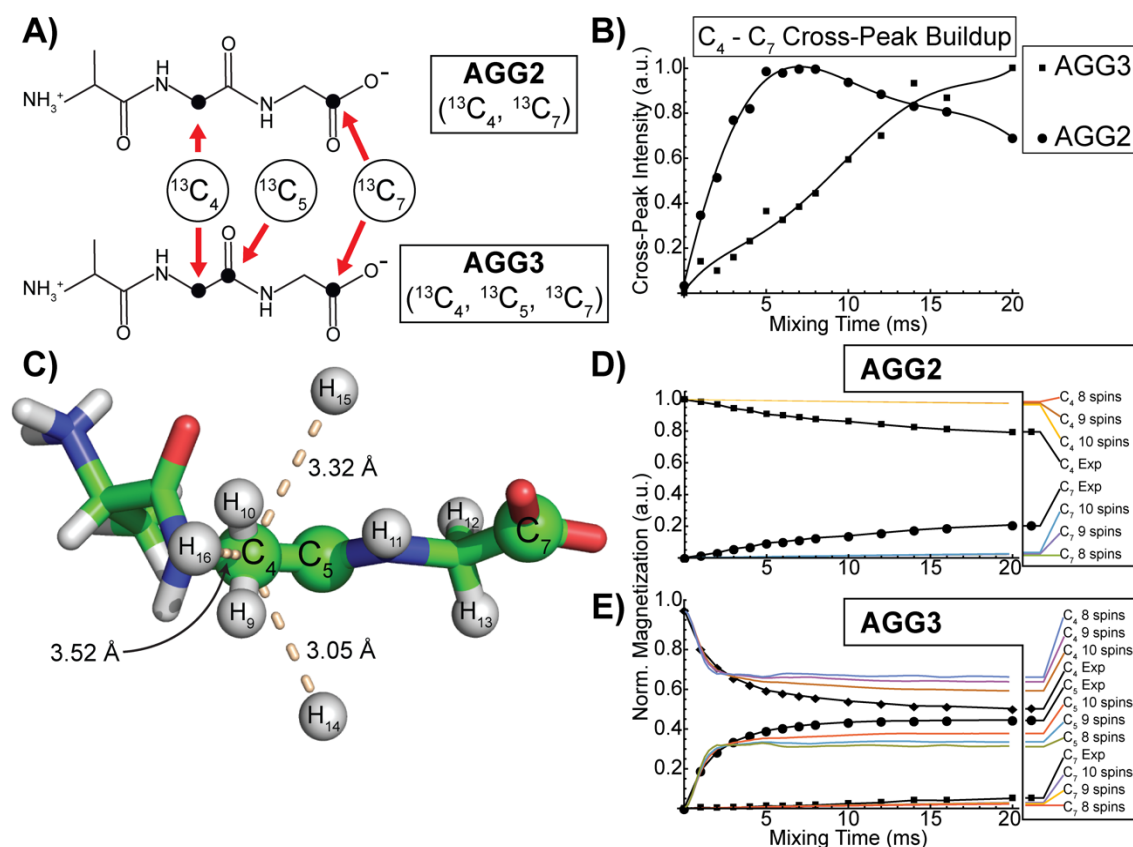 A)
NH₃⁺
O
N
H
O
H
N
O
O⁻
AGG2
(¹³C₄, ¹³C₇)
¹³C₄
¹³C₅
¹³C₇
NH₃⁺
O
N
H
O
H
N
O
O⁻
AGG3
(¹³C₄, ¹³C₅, ¹³C₇)
B)
C₄ - C₇ Cross-Peak Buildup
Cross-Peak Intensity (a.u.)
1.0
0.8
0.6
0.4
0.2
5
10
15
20
Mixing Time (ms)
AGG3
AGG2
C)
H₁₅
3.32 Å
H₁₀
H₁₆
C₄
C₅
H₁₁
H₁₂
C₇
H₉
H₁₃
3.52 Å
3.05 Å
H₁₄
D)
AGG2
1.0
0.8
0.6
0.4
0.2
5
10
15
20
C₄ 8 spins
C₄ 9 spins
C₄ 10 spins
C₄ Exp
C₇ Exp
C₇ 10 spins
C₇ 9 spins
C₇ 8 spins
Norm. Magnetization (a.u.)
E)
AGG3
1.0
0.8
0.6
0.4
0.2
5
10
15
20
Mixing Time (ms)
C₄ 8 spins
C₄ 9 spins
C₄ 10 spins
C₄ Exp
C₅ Exp
C₅ 10 spins
C₅ 9 spins
C₅ 8 spins
C₇ Exp
C₇ 10 spins
C₇ 9 spins
C₇ 8 spins